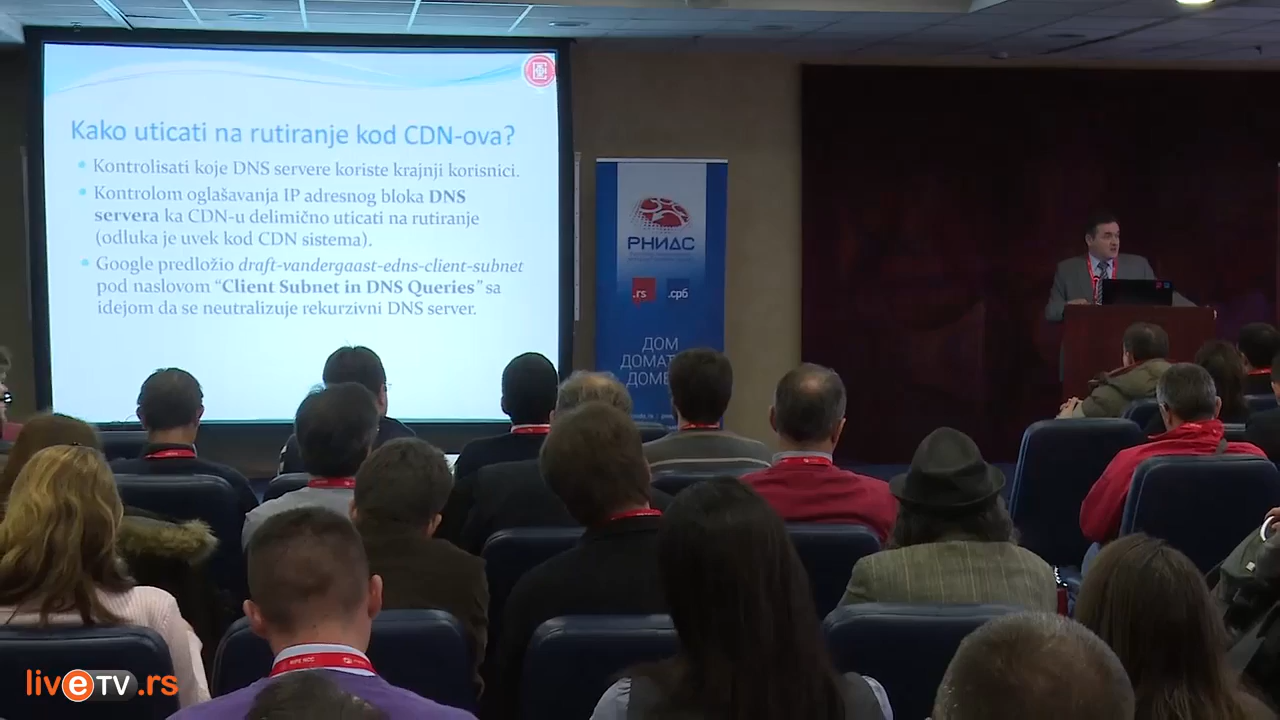 Kako uticati na rutiranje kod CDN-ova?
Kontrolisati koje DNS servere koriste krajnji korisnici.
Kontrolom oglašavanja IP adresnog bloka DNS
servera ka CDN-u delimično uticati na rutiranje
(odluka je uvek kod CDN sistema).
Google predložio draft-vandergaast-edns-client-subnet
pod naslovom “Client Subnet in DNS Queries” sa
idejom da se neutralizuje rekurzivni DNS server.
РНИДС
.rs .срб
ДОМ
RIPE NCC
liveTV.rs